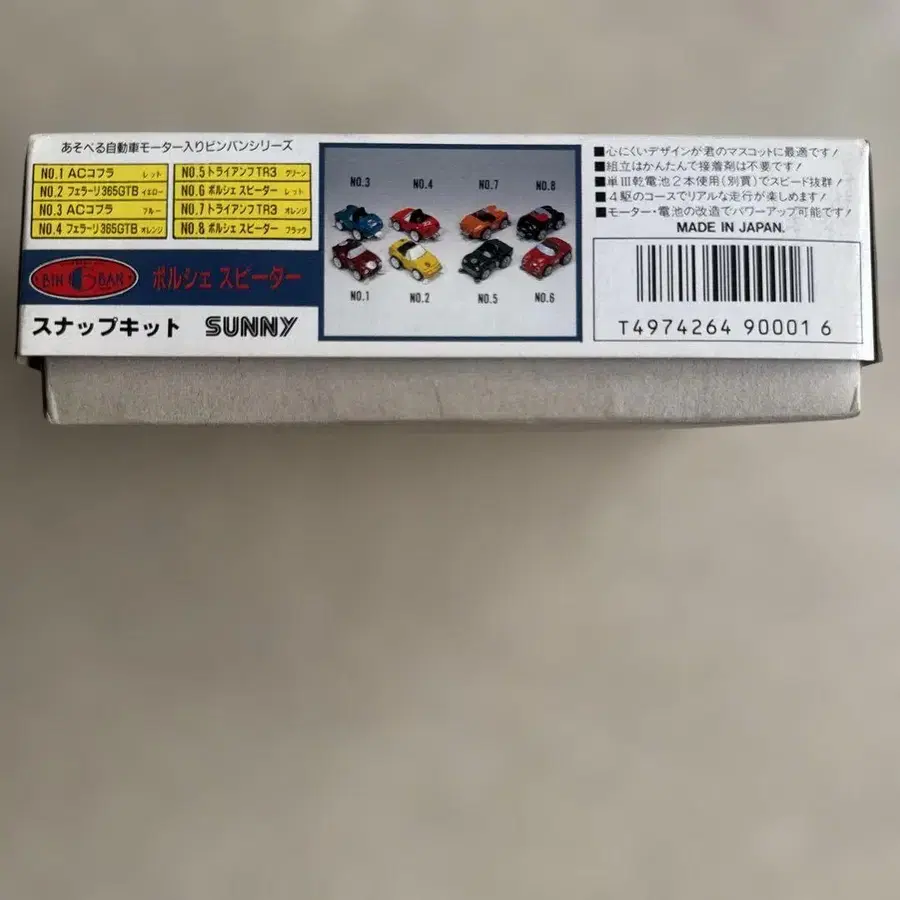 あそべる自動車モーター入りビンバンシリーズ
NO.1 ACコブラ レット
NO.2 フェラーリ365GTB イエロー
NO.3 ACコブラ ブルー
NO.4 フェラーリ365GTB オレンジ
NO.5 トライアンフTR3 グリーン
NO.6 ポルシェ スピーター レット
NO.7 トライアンフTR3 オレンジ
NO.8 ポルシェ スピーター ブラック
BIN BAN
ポルシェ スピーター
スナップキット SUNNY
NO.3 NO.4 NO.7 NO.8
NO.1 NO.2 NO.5 NO.6
■心にくいデザインが君のマスコットに最適です!
■組立はかんたんで接着剤は不要です!
■単III乾電池2本使用(別買)でスピード抜群!
■4駆のコースでリアルな走行が楽しめます!
■モーター・電池の改造でパワーアップ可能です!
MADE IN JAPAN.
T4974264 900016